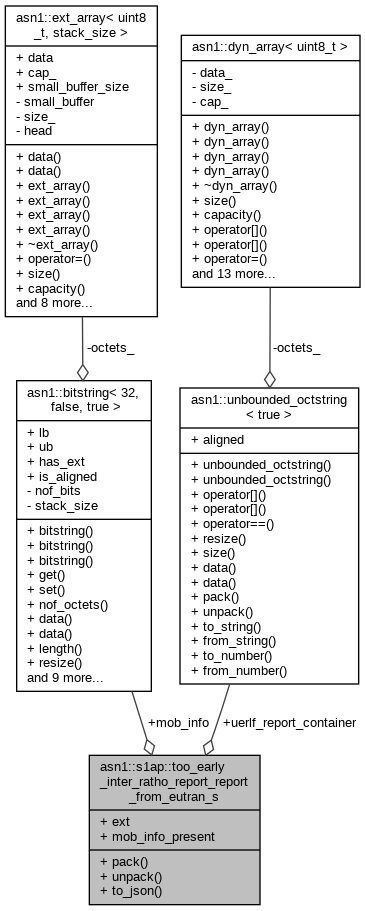 asn1::ext_array< uint8
_t, stack_size >
+ data
+ cap_
+ small_buffer_size
- small_buffer
- size_
- head
+ data()
+ data()
+ ext_array()
+ ext_array()
+ ext_array()
+ ext_array()
+ ~ext_array()
+ operator=()
+ size()
+ capacity()
and 8 more...
asn1::dyn_array< uint8_t >
- data_
- size_
- cap_
+ dyn_array()
+ dyn_array()
+ dyn_array()
+ dyn_array()
+ ~dyn_array()
+ size()
+ capacity()
+ operator[]()
+ operator[]()
+ operator=()
and 13 more...
-octets_
-octets_
asn1::bitstring< 32,
false, true >
+ lb
+ ub
+ has_ext
+ is_aligned
- nof_bits
- stack_size
+ bitstring()
+ bitstring()
+ bitstring()
+ get()
+ set()
+ nof_octets()
+ data()
+ data()
+ length()
+ resize()
and 9 more...
asn1::unbounded_octstring
< true >
+ aligned
+ unbounded_octstring()
+ unbounded_octstring()
+ operator[]()
+ operator[]()
+ operator==()
+ resize()
+ size()
+ data()
+ data()
+ pack()
+ unpack()
+ to_string()
+ from_string()
+ to_number()
+ from_number()
+mob_info
+uerlf_report_container
asn1::s1ap::too_early
_inter_ratho_report_report
_from_eutran_s
+ ext
+ mob_info_present
+ pack()
+ unpack()
+ to_json()